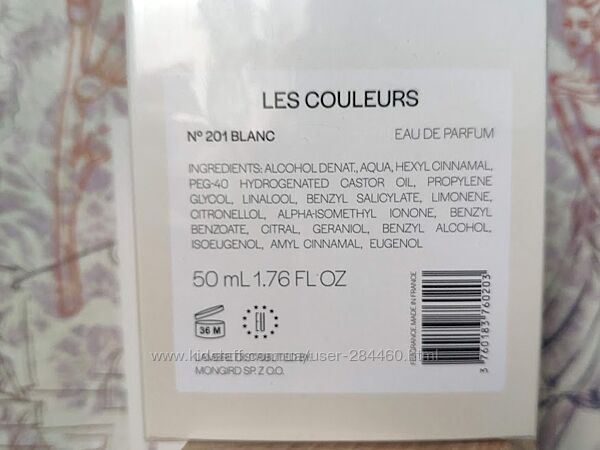 LES COULEURS
Nº 201 BLANC EAU DE PARFUM
INGREDIENTS: ALCOHOL DENAT., AQUA, HEXYL CINNAMAL,
PEG-40 HYDROGENATED CASTOR OIL, PROPYLENE
GLYCOL, LINALOOL, BENZYL SALICYLATE, LIMONENE,
CITRONELLOL, ALPHA-ISOMETHYL IONONE, BENZYL
BENZOATE, CITRAL, GERANIOL, BENZYL ALCOHOL,
ISOEUGENOL, AMYL CINNAMAL, EUGENOL
50 mL 1.76 FL OZ
36 M
EU
MONGIRD SP. Z O.O.
FRAGRANCE MADE IN FRANCE
3 760183 760203